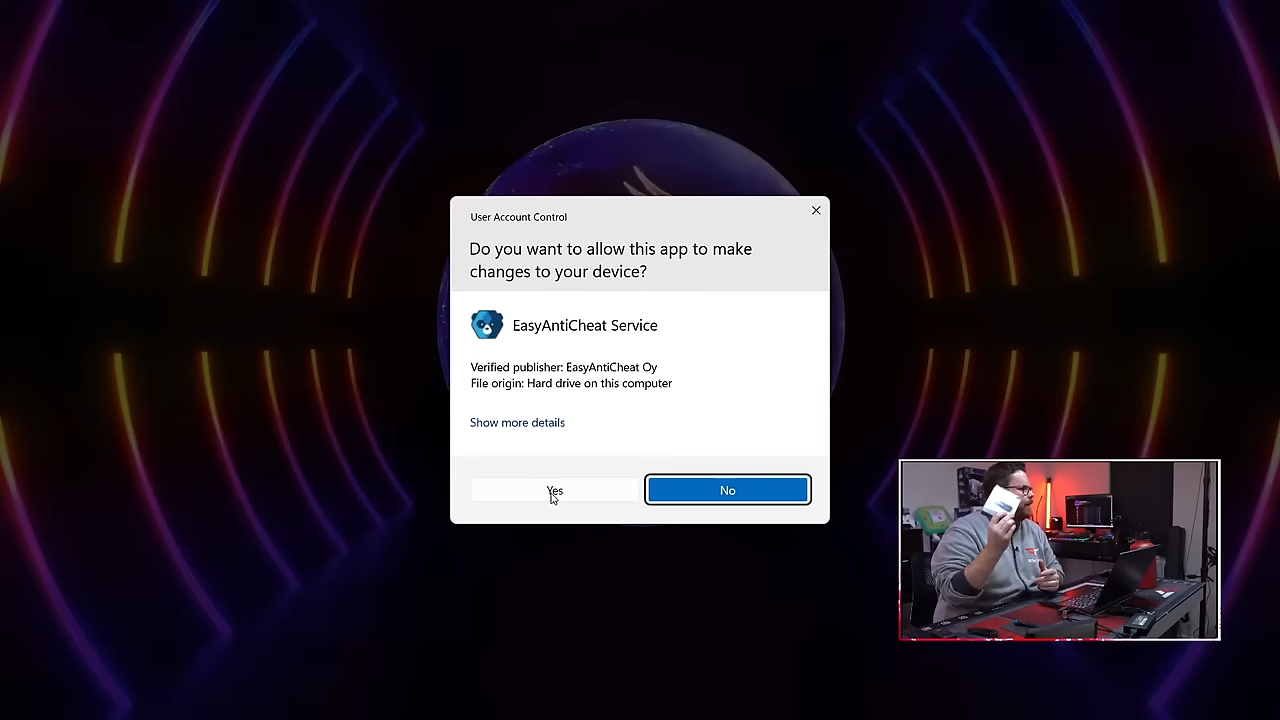 User Account Control
Do you want to allow this app to make
changes to your device?
EasyAntiCheat Service
Verified publisher: EasyAntiCheat Oy
File origin: Hard drive on this computer
Show more details
Yes
No